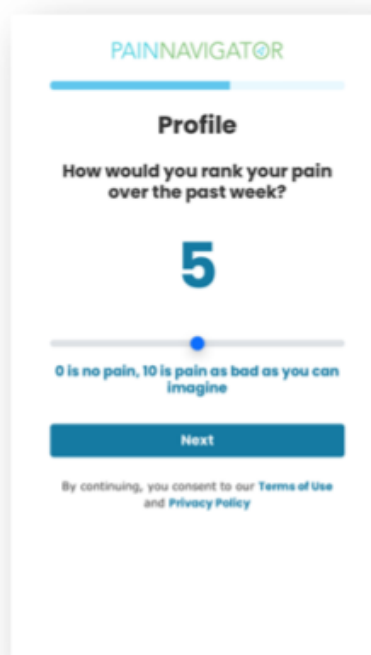 PAINNAVIGATOR
Profile
How would you rank your pain
over the past week?
5
0 is no pain, 10 is pain as bad as you can
imagine
Next
By continuing, you consent to our Terms of Use
and Privacy Policy